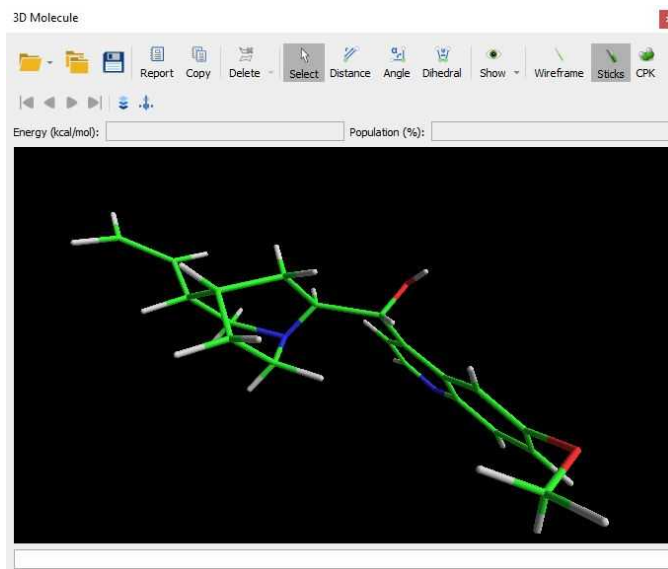 3D Molecule
Report Copy Delete Select Distance Angle Dihedral Show Wireframe Sticks CPK
Energy (kcal/mol): Population (%):